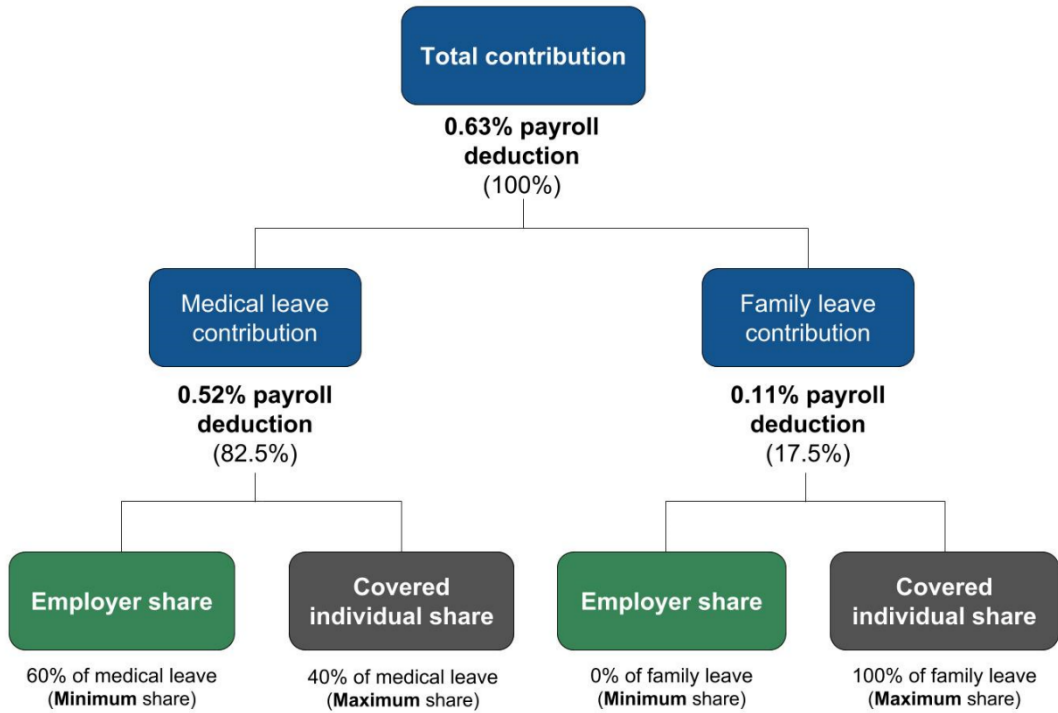 Total contribution
0.63% payroll
deduction
(100%)
Medical leave
contribution
0.52% payroll
deduction
(82.5%)
Family leave
contribution
0.11% payroll
deduction
(17.5%)
Employer share
60% of medical leave
(Minimum share)
Covered
individual share
40% of medical leave
(Maximum share)
Employer share
0% of family leave
(Minimum share)
Covered
individual share
100% of family leave
(Maximum share)